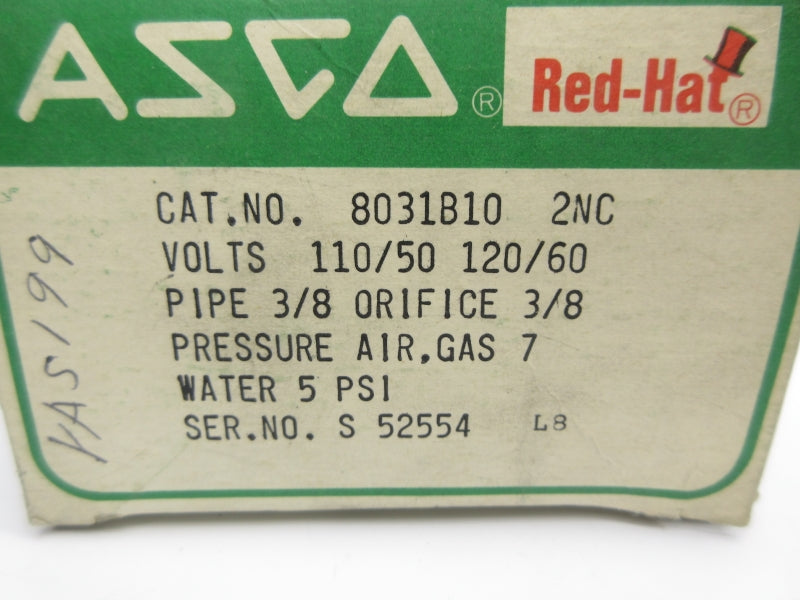 ASCO ®
Red-Hat ®
CAT.NO. 8031B10 2NC
VOLTS 110/50 120/60
PIPE 3/8 ORIFICE 3/8
PRESSURE AIR,GAS 7
WATER 5 PSI
SER.NO. S 52554 L8